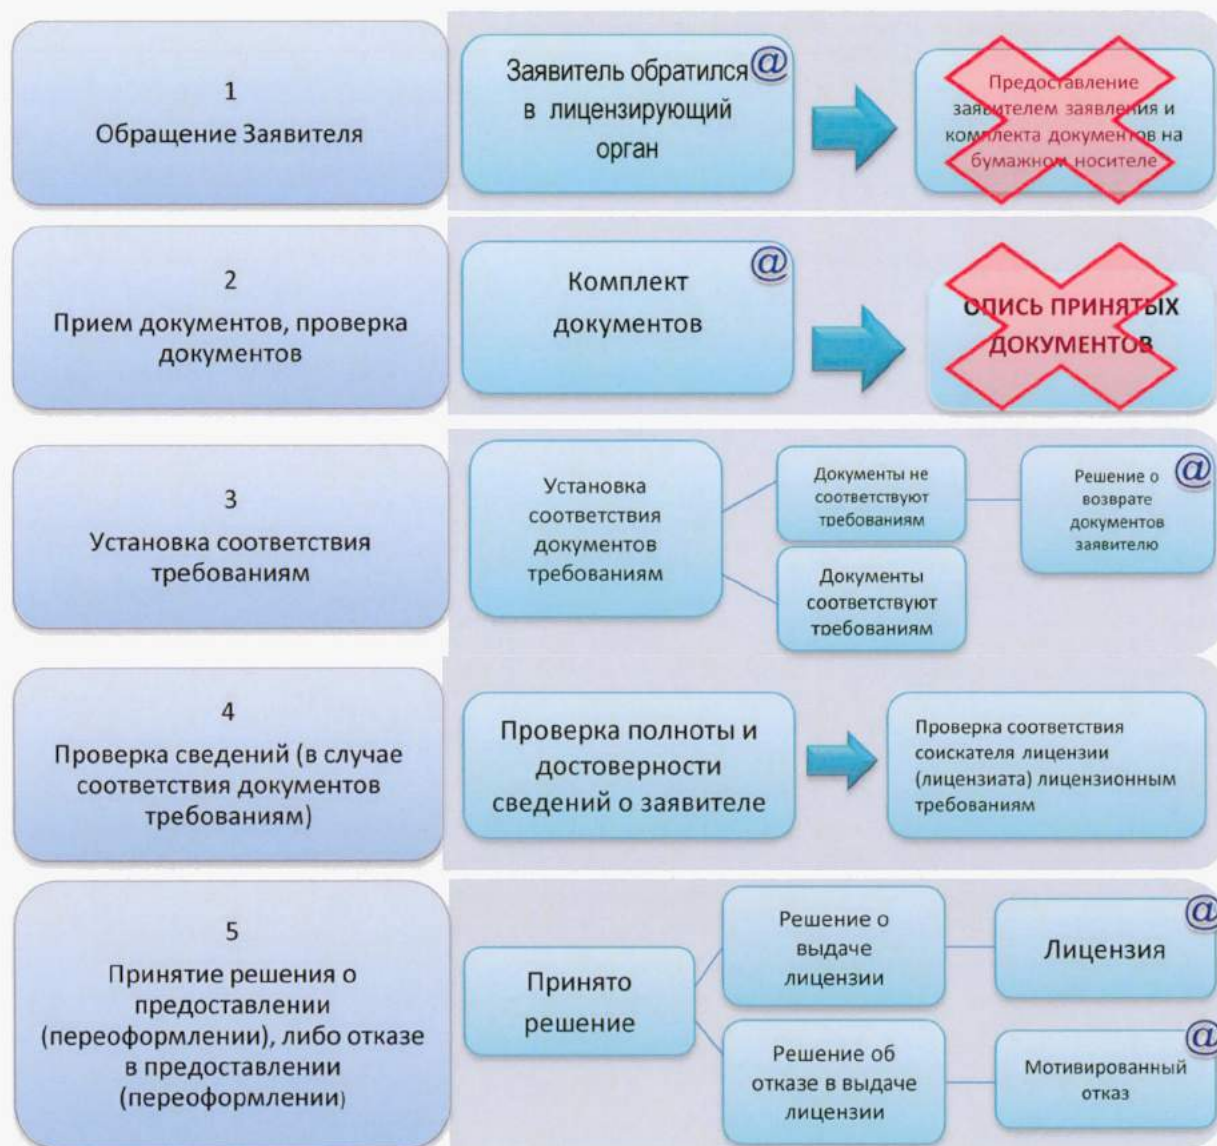 1
Обращение Заявителя
Заявитель обратился
в лицензирующий
орган
@
Предоставление
заявителем заявления и
комплекта документов на
бумажном носителе
2
Прием документов, проверка
документов
Комплект
документов
@
ОПИСЬ ПРИНЯТЫХ
ДОКУМЕНТОВ
3
Установка соответствия
требованиям
Установка
соответствия
документов
требованиям
Документы не
соответствуют
требованиям
Решение о
возврате
документов
заявителю
@
Документы
соответствуют
требованиям
4
Проверка сведений (в случае
соответствия документов
требованиям)
Проверка полноты и
достоверности
сведений о заявителе
Проверка соответствия
соискателя лицензии
(лицензиата) лицензионным
требованиям
5
Принятие решения о
предоставлении
(переоформлении), либо отказе
в предоставлении
(переоформлении)
Принято
решение
Решение о
выдаче
лицензии
Лицензия
@
Решение об
отказе в выдаче
лицензии
Мотивированный
отказ
@